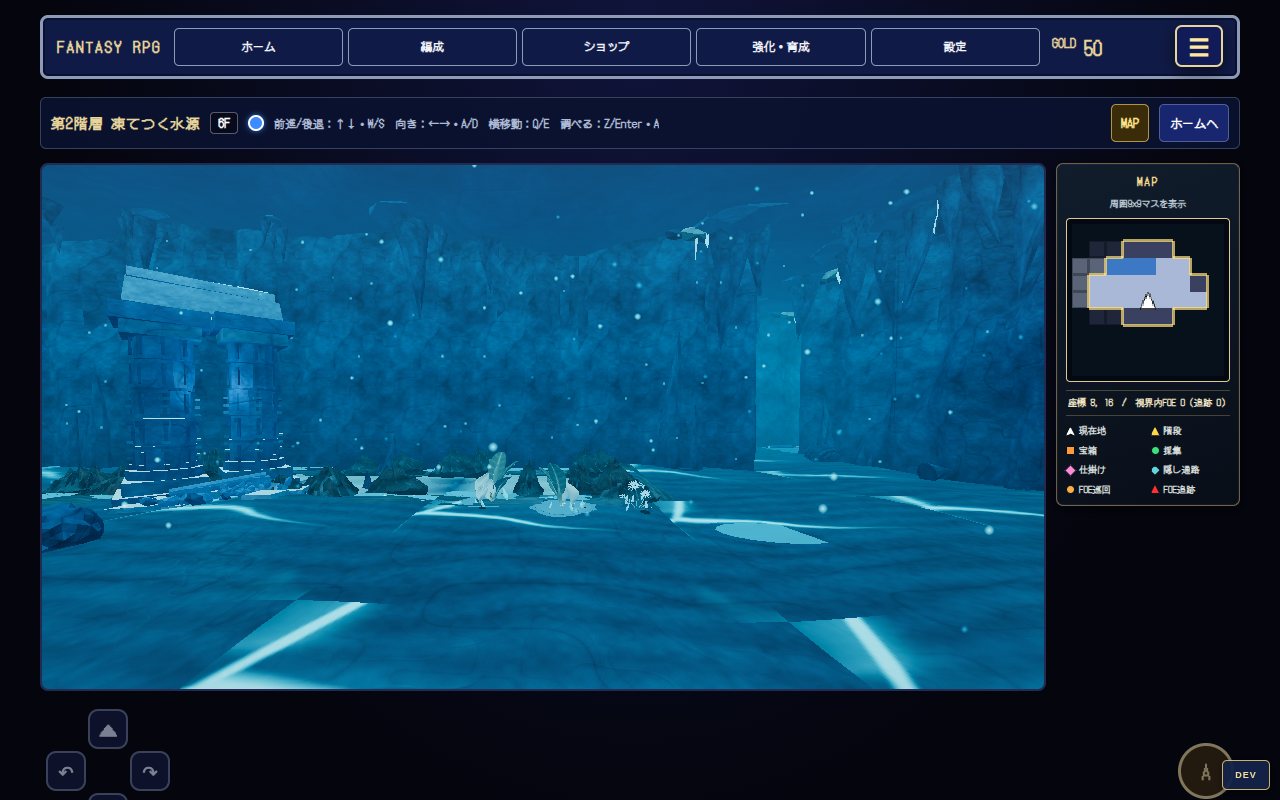 FANTASY RPG
ホーム
編成
ショップ
強化・育成
設定
GOLD 50
第2階層 凍てつく水源
6F
前進/後退：↑↓・W/S 向き：←→・A/D 横移動：Q/E 調べる：Z/Enter・A
MAP
ホームへ
MAP
周囲9x9マスを表示
座標 8, 16 / 視界内FOE 0 (追跡 0)
現在地
階段
宝箱
採集
仕掛け
隠し通路
FOE巡回
FOE追跡
A
DEV